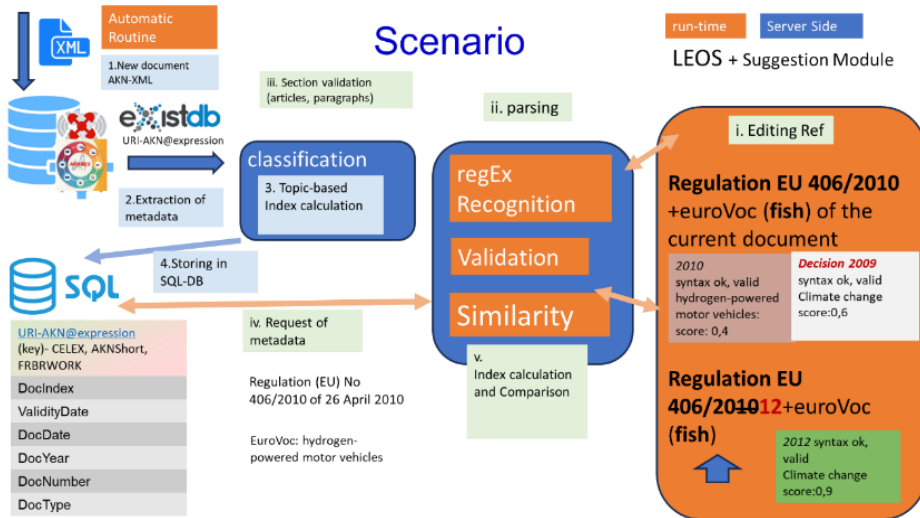 Scenario
XML
Automatic
Routine
1.New document
AKN-XML
eXistdb
URI-AKN@expression
2.Extraction of
metadata
iii. Section validation
(articles, paragraphs)
classification
3. Topic-based
Index calculation
4.Storing in
SQL-DB
SQL
URI-AKN@expression
(key)- CELEX, AKNShort,
FRBRWORK
DocIndex
ValidityDate
DocDate
DocYear
DocNumber
DocType
iv. Request of
metadata
Regulation (EU) No
406/2010 of 26 April 2010
EuroVoc: hydrogen-
powered motor vehicles
ii. parsing
regEx
Recognition
Validation
Similarity
v.
Index calculation
and Comparison
run-time
Server Side
LEOS + Suggestion Module
i. Editing Ref
Regulation EU 406/2010
+euroVoc (fish) of the
current document
2010
syntax ok, valid
hydrogen-powered
motor vehicles:
score: 0,4
Decision 2009
syntax ok, valid
Climate change
score:0,6
Regulation EU
406/201012+euroVoc
(fish)
2012 syntax ok,
valid
Climate change
score:0,9